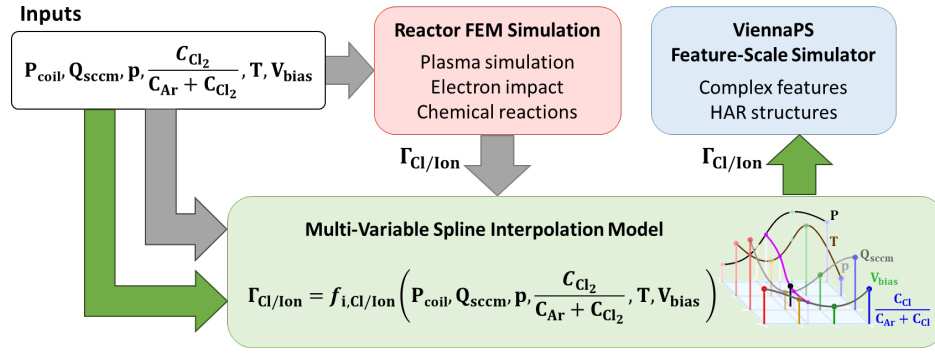 Inputs
P_coil, Q_sccm, p, C_Cl₂ / (C_Ar + C_Cl₂), T, V_bias
Reactor FEM Simulation
Plasma simulation
Electron impact
Chemical reactions
ViennaPS
Feature-Scale Simulator
Complex features
HAR structures
Γ_Cl/Ion
Γ_Cl/Ion
Multi-Variable Spline Interpolation Model
Γ_Cl/Ion = f_i,Cl/Ion (P_coil, Q_sccm, p, C_Cl₂ / (C_Ar + C_Cl₂), T, V_bias)
P
T
Q_sccm
p
V_bias
C_Cl / (C_Ar + C_Cl)